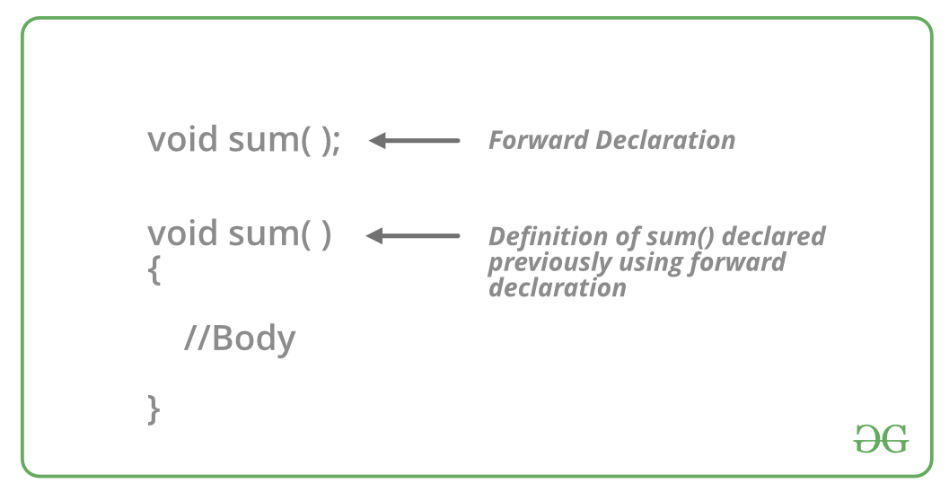 void sum( );
Forward Declaration
void sum( )
Definition of sum() declared
previously using forward
declaration
{
//Body
}